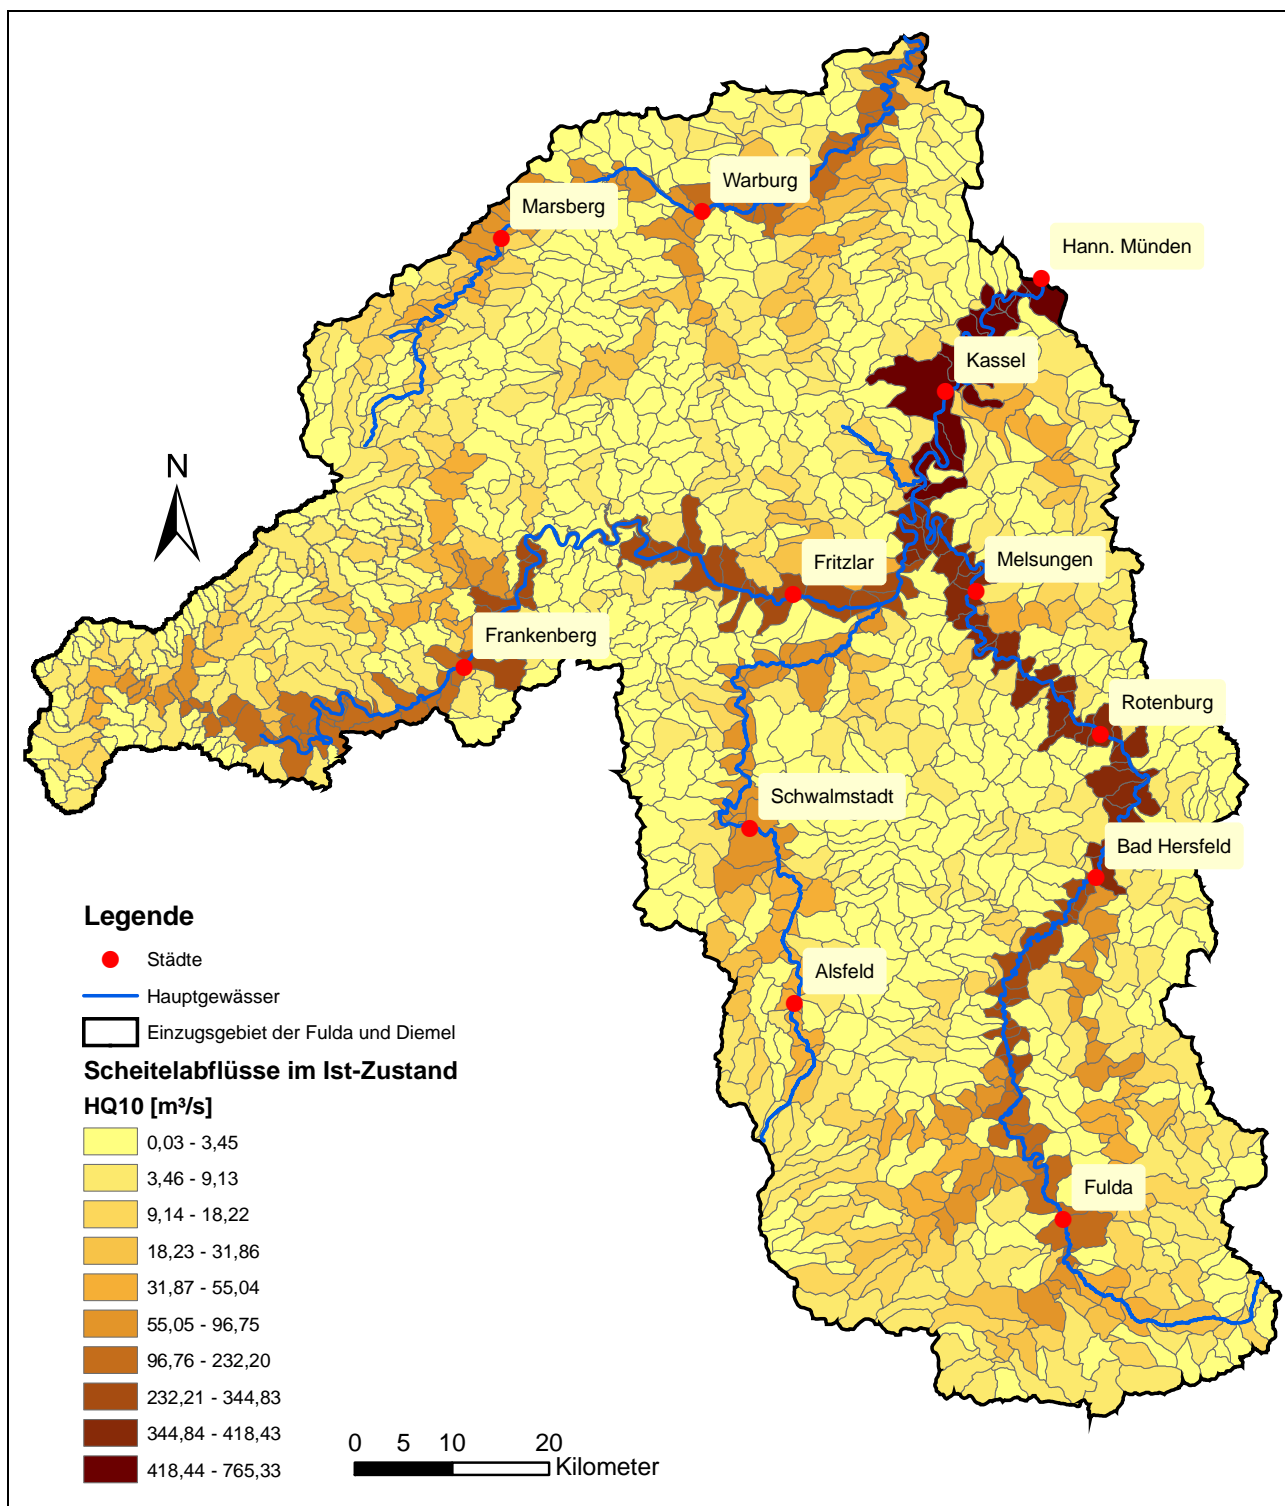 Warburg
Marsberg
Hann. Münden
Kassel
N
Fritzlar
Melsungen
Frankenberg
Rotenburg
Schwalmstadt
Bad Hersfeld
Alsfeld
Fulda
Legende
Städte
Hauptgewässer
Einzugsgebiet der Fulda und Diemel
Scheitelabflüsse im Ist-Zustand
HQ10 [m³/s]
0,03 - 3,45
3,46 - 9,13
9,14 - 18,22
18,23 - 31,86
31,87 - 55,04
55,05 - 96,75
96,76 - 232,20
232,21 - 344,83
344,84 - 418,43
418,44 - 765,33
0 5 10 20
Kilometer